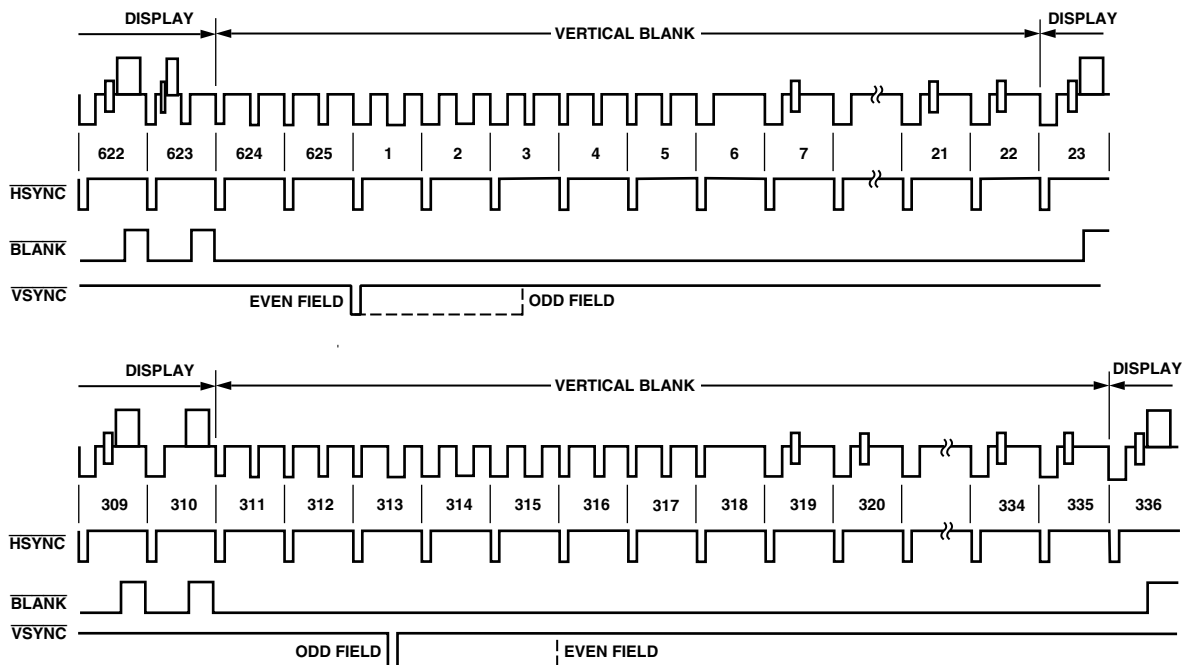 DISPLAY VERTICAL BLANK DISPLAY
622 623 624 625 1 2 3 4 5 6 7 21 22 23
HSYNC
BLANK
VSYNC
EVEN FIELD ODD FIELD
DISPLAY VERTICAL BLANK DISPLAY
309 310 311 312 313 314 315 316 317 318 319 320 334 335 336
HSYNC
BLANK
VSYNC
ODD FIELD EVEN FIELD